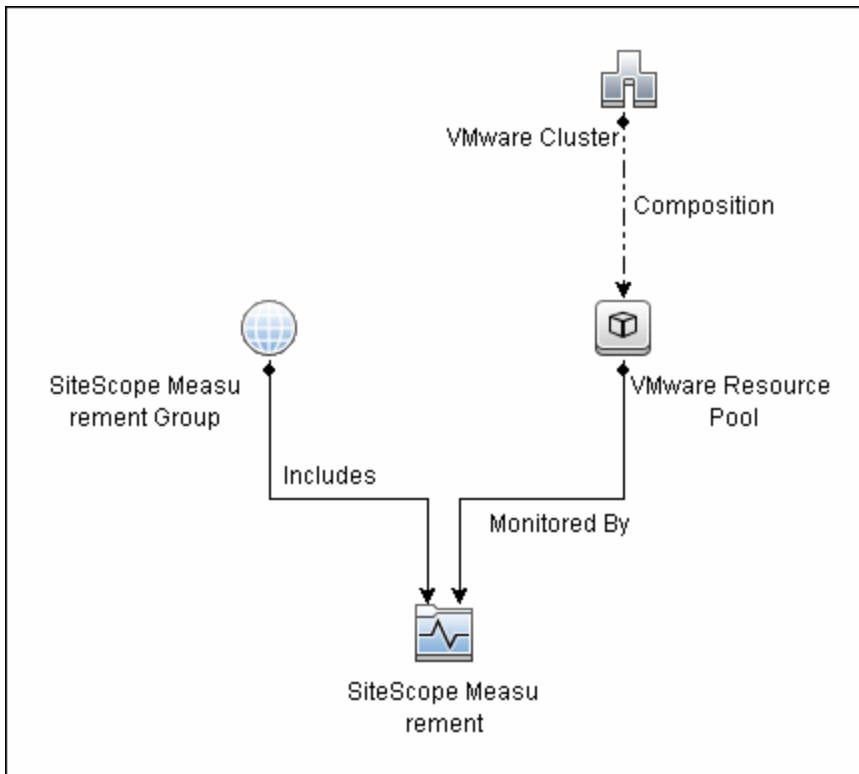 VMware Cluster
Composition
SiteScope Measu
rement Group
VMware Resource
Pool
Includes
Monitored By
SiteScope Measu
rement